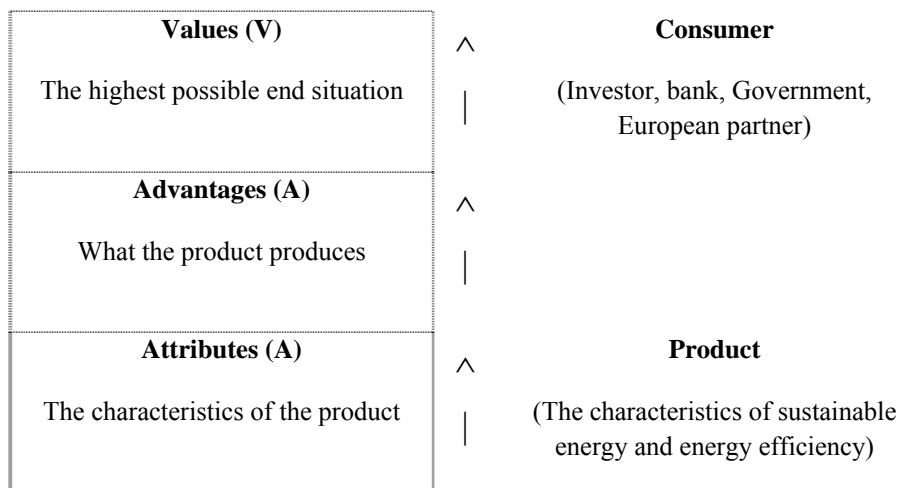 Values (V)
The highest possible end situation
Consumer
(Investor, bank, Government,
European partner)
Advantages (A)
What the product produces
Attributes (A)
The characteristics of the product
Product
(The characteristics of sustainable
energy and energy efficiency)